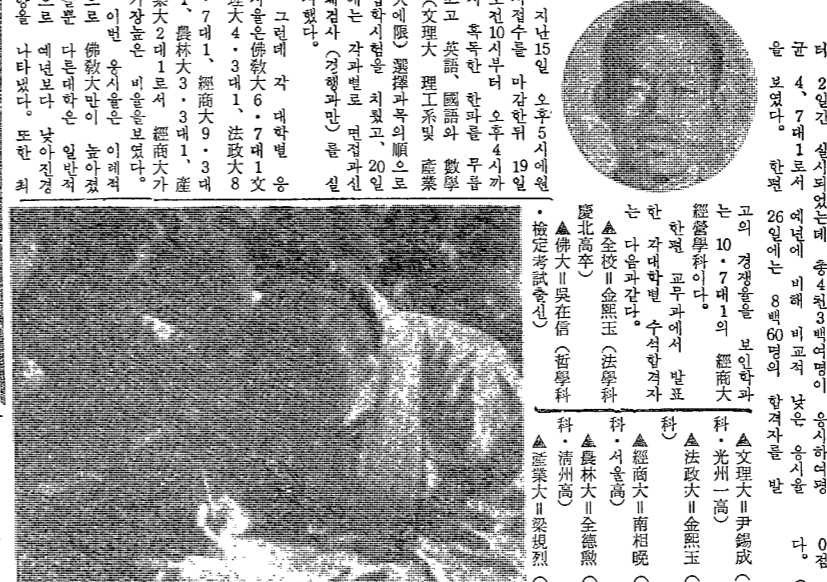 터 2일간 실시되었는데 총4천3백여명이 응시하여평
균 4、7대1로서 예년에 비해 비교적 낮은 응시율
을 보였다。 한편 26일에는 8백60명의 합격자를 발
0점
다。
고의 경쟁율을 보인학과
는 10・7대1의 經商大
經營學科이다。
한편 교무과에서 발표
한 각대학별 수석합격자
는 다음과같다。
▲全校＝金熙玉 (法學科
慶北高卒)
▲佛大＝吳在信 (哲學科
・檢定考試출신)
▲文理大＝尹錫成 (
科・光州一高)
▲法政大＝金熙玉 (
科)
▲經商大＝南相晩 (
科・서울高)
▲農林大＝全德勳 (
科・淸州高)
▲產業大＝梁規烈 (
지난15일 오후5시에원
서접수를 마감한뒤 19일
오전10시부터 오후4시까
지 혹독한 한파를 무릅
쓰고 英語、國語와 數學
(文理大 理工系및 產業
大에限) 選擇과목의順으로
입학시험을 치뤘고、20일
에는 각과별로 면접과신
체검사 (경행과만) 를 실
시했다。
그런데 각 대학별 응
시율은佛敎大6・7대1文
理大4・3대1、法政大8
・7대1、經商大9・3대
1、農林大3・3대1、產
業大2대1로서 經商大가
가장높은 비율을보였다。
이번 응시율은 이례적
으로 佛敎大만이 높아졌
을뿐 다른대학은 일반적
으로 예년보다 낮아진경
향을 나타냈다。또한 최